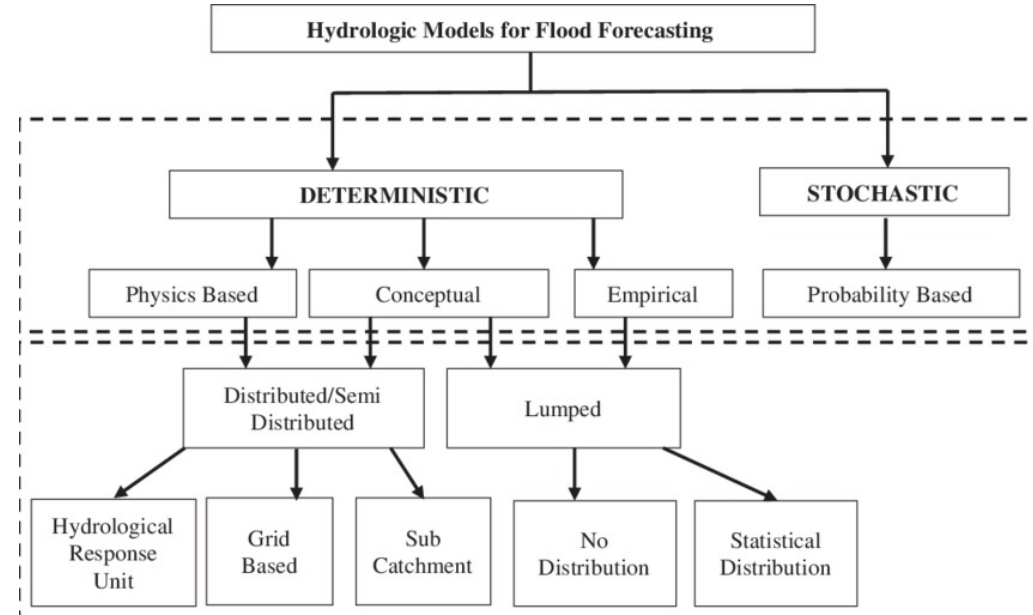 Hydrologic Models for Flood Forecasting
DETERMINISTIC
STOCHASTIC
Physics Based
Conceptual
Empirical
Probability Based
Distributed/Semi
Distributed
Lumped
Hydrological
Response
Unit
Grid
Based
Sub
Catchment
No
Distribution
Statistical
Distribution